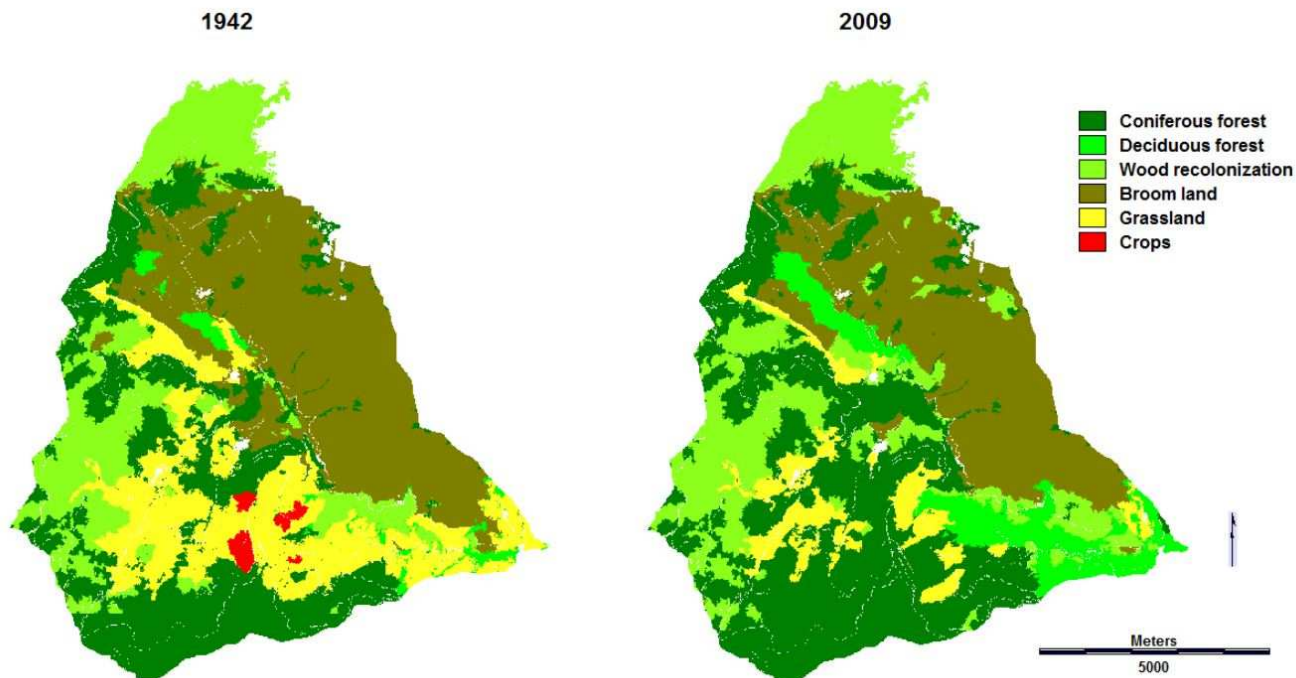 1942
2009
Coniferous forest
Deciduous forest
Wood recolonization
Broom land
Grassland
Crops
Meters
5000